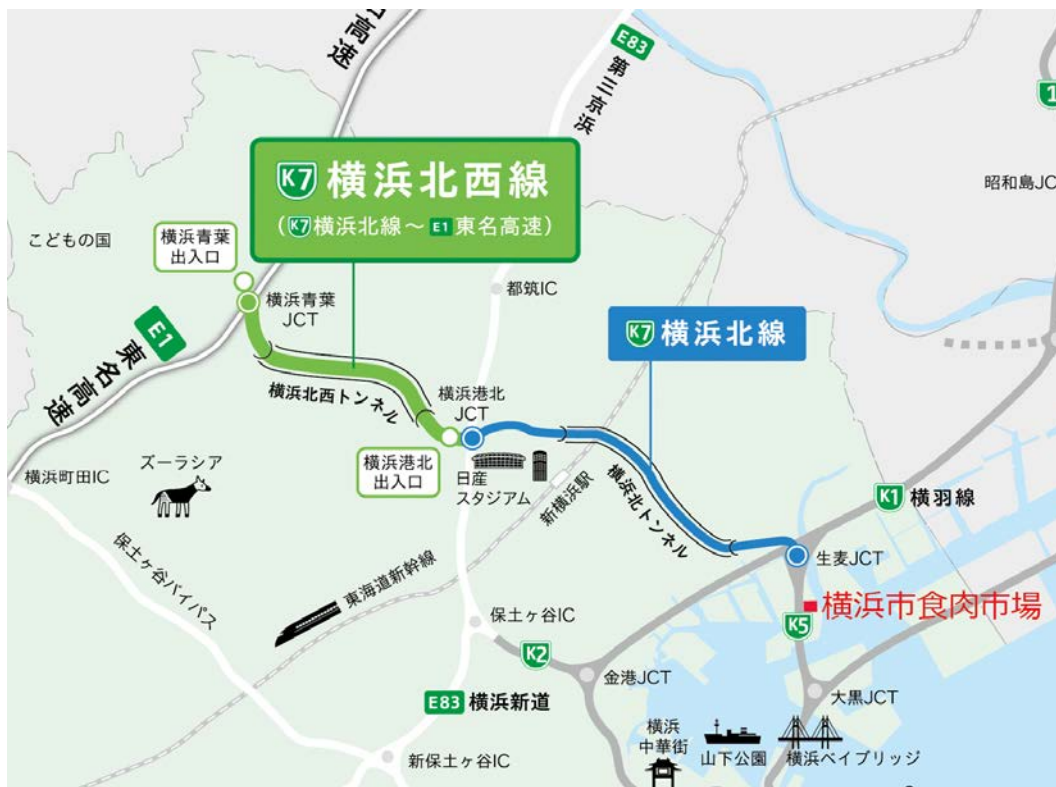 高速
E83
第三京浜
1
昭和島JC
K7 横浜北西線
(K7横浜北線～E1東名高速)
こどもの国
横浜青葉
出入口
横浜青葉
JCT
都筑IC
E1
東名高速
K7 横浜北線
横浜北西トンネル
横浜港北
JCT
横浜港北
出入口
日産
スタジアム
新横浜駅
横浜北トンネル
横浜町田IC
ズーラシア
K1 横羽線
生麦JCT
保土ヶ谷バイパス
東海道新幹線
横浜市食肉市場
K5
保土ヶ谷IC
K2
金港JCT
大黒JCT
E83 横浜新道
横浜
中華街
山下公園
横浜ベイブリッジ
新保土ヶ谷IC